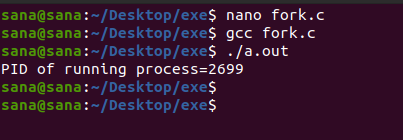 sana@sana:~/Desktop/exe$ nano fork.c
sana@sana:~/Desktop/exe$ gcc fork.c
sana@sana:~/Desktop/exe$ ./a.out
PID of running process=2699
sana@sana:~/Desktop/exe$
sana@sana:~/Desktop/exe$